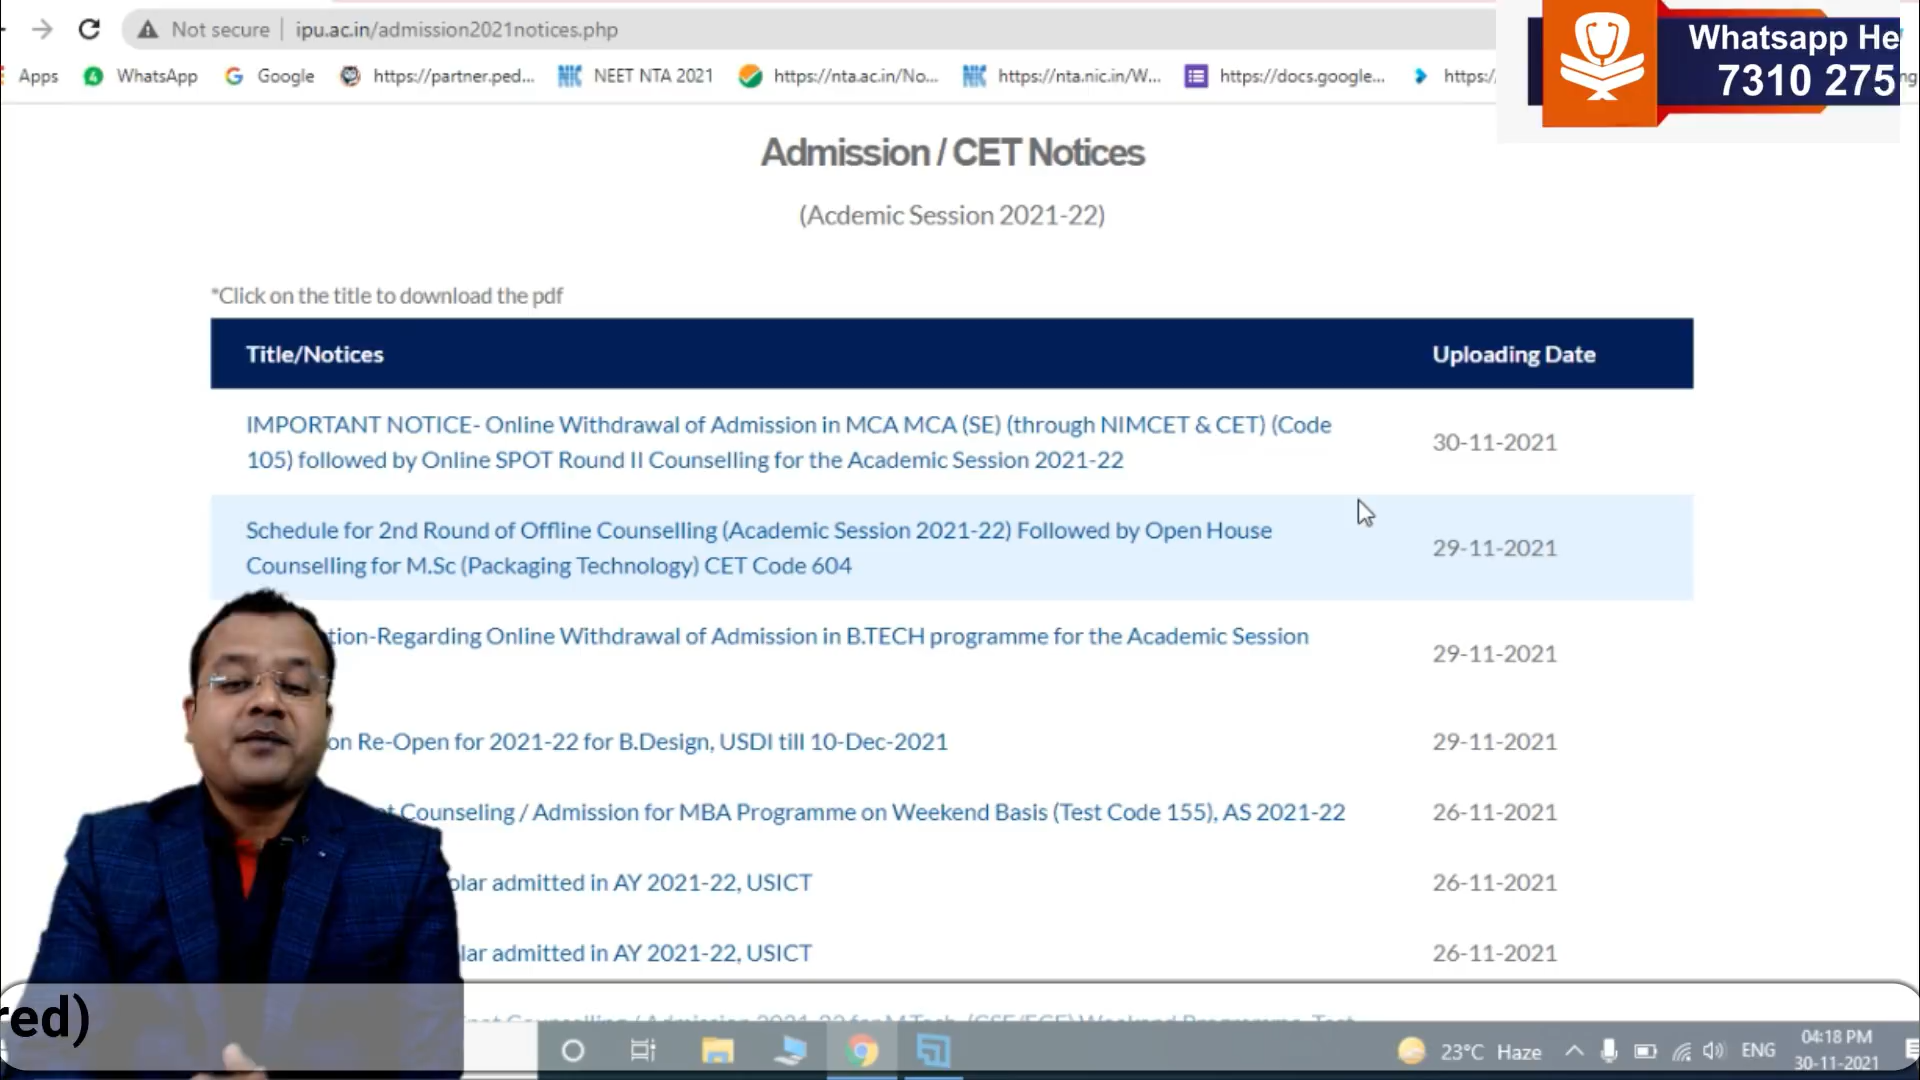 Not secure
ipu.ac.in/admission2021notices.php
Whatsapp He
7310 275
Apps
WhatsApp
Google
https://partner.ped...
NEET NTA 2021
https://nta.ac.in/No...
https://nta.nic.in/W...
https://docs.google...
https:/
Admission / CET Notices
(Acdemic Session 2021-22)
*Click on the title to download the pdf
Title/Notices
Uploading Date
IMPORTANT NOTICE- Online Withdrawal of Admission in MCA MCA (SE) (through NIMCET & CET) (Code
105) followed by Online SPOT Round II Counselling for the Academic Session 2021-22
30-11-2021
Schedule for 2nd Round of Offline Counselling (Academic Session 2021-22) Followed by Open House
Counselling for M.Sc (Packaging Technology) CET Code 604
29-11-2021
tion-Regarding Online Withdrawal of Admission in B.TECH programme for the Academic Session
29-11-2021
on Re-Open for 2021-22 for B.Design, USDI till 10-Dec-2021
29-11-2021
t Counseling / Admission for MBA Programme on Weekend Basis (Test Code 155), AS 2021-22
26-11-2021
olar admitted in AY 2021-22, USICT
26-11-2021
lar admitted in AY 2021-22, USICT
26-11-2021
red)
23°C Haze
ENG
04:18 PM
30-11-2021